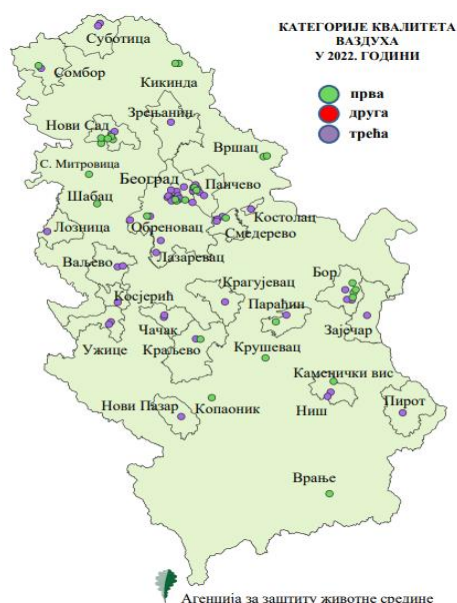 КАТЕГОРИЈЕ КВАЛИТЕТА
ВАЗДУХА
У 2022. ГОДИНИ
прва
друга
трећа
Суботица
Сомбор
Кикинда
Зрењанин
Нови Сад
Вршац
С. Митровица
Београд
Панчево
Шабац
Костолац
Лозница
Обреновац
Смедерево
Лазаревац
Ваљево
Бор
Крагујевац
Косјерић
Параћин
Чачак
Зајечар
Ужице
Краљево
Крушевац
Каменички вис
Нови Пазар
Копаоник
Ниш
Пирот
Врање
Агенција за заштиту животне средине